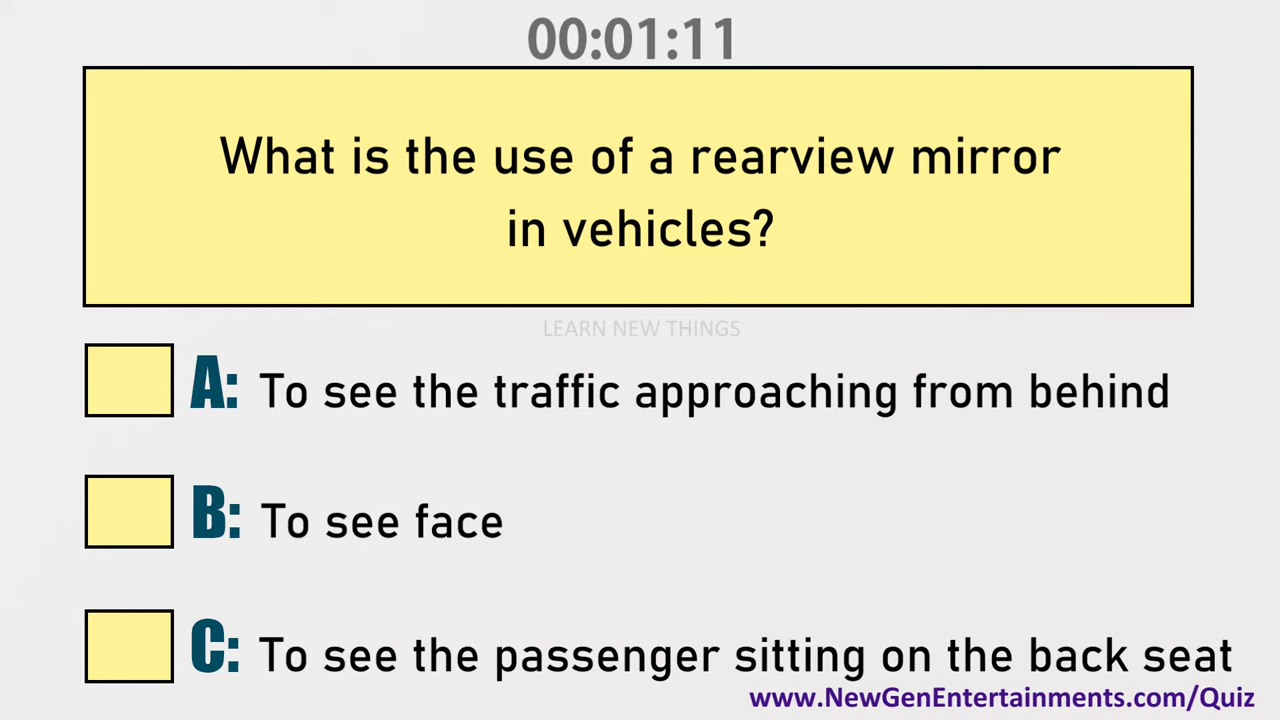 00:01:11
What is the use of a rearview mirror
in vehicles?
LEARN NEW THINGS
A: To see the traffic approaching from behind
B: To see face
C: To see the passenger sitting on the back seat
www.NewGenEntertainments.com/Quiz